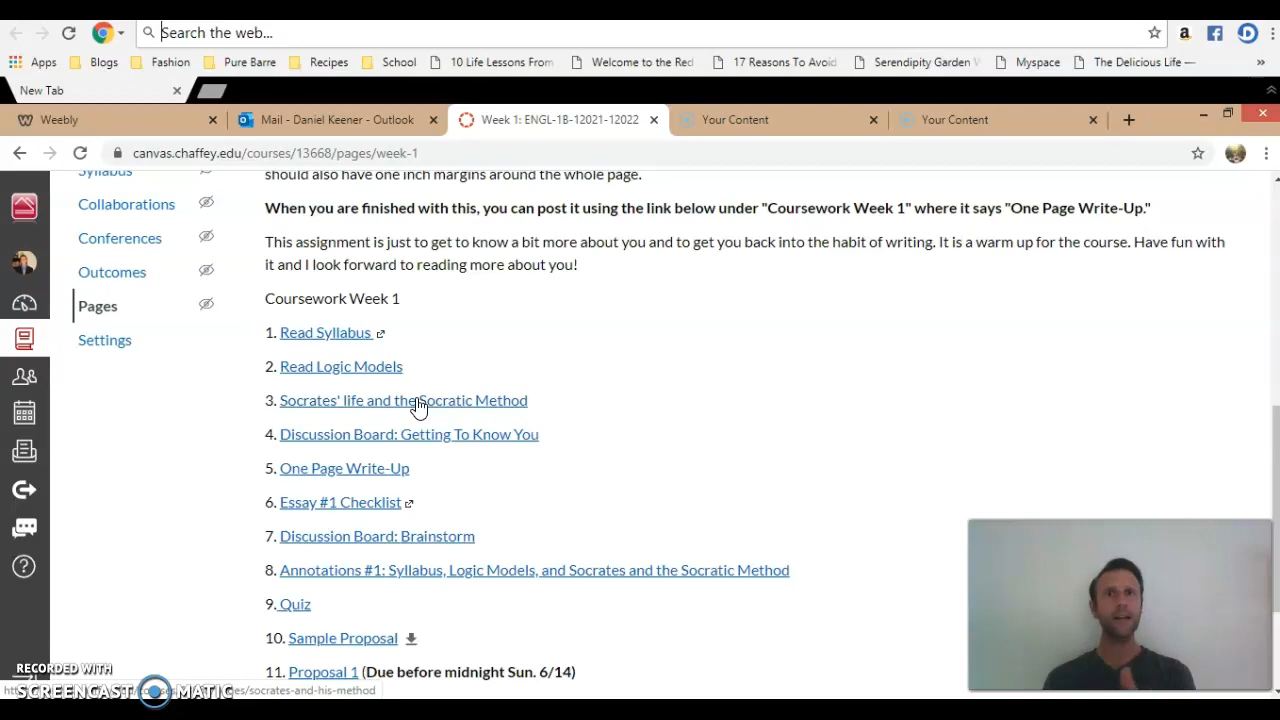 Search the web...
Apps Blogs Fashion Pure Barre Recipes School 10 Life Lessons From Welcome to the Red 17 Reasons To Avoid Serendipity Garden Myspace The Delicious Life — »
New Tab
Weebly Mail - Daniel Keener - Outlook Week 1: ENGL-1B-12021-12022 Your Content Your Content
canvas.chaffey.edu/courses/13668/pages/week-1
Syllabus
Collaborations
Conferences
Outcomes
Pages
Settings
should also have one inch margins around the whole page.
When you are finished with this, you can post it using the link below under "Coursework Week 1" where it says "One Page Write-Up."
This assignment is just to get to know a bit more about you and to get you back into the habit of writing. It is a warm up for the course. Have fun with
it and I look forward to reading more about you!
Coursework Week 1
1. Read Syllabus
2. Read Logic Models
3. Socrates' life and the Socratic Method
4. Discussion Board: Getting To Know You
5. One Page Write-Up
6. Essay #1 Checklist
7. Discussion Board: Brainstorm
8. Annotations #1: Syllabus, Logic Models, and Socrates and the Socratic Method
9. Quiz
10. Sample Proposal
11. Proposal 1 (Due before midnight Sun. 6/14)
RECORDED WITH
SCREENCAST MATIC
/socrates-and-his-method